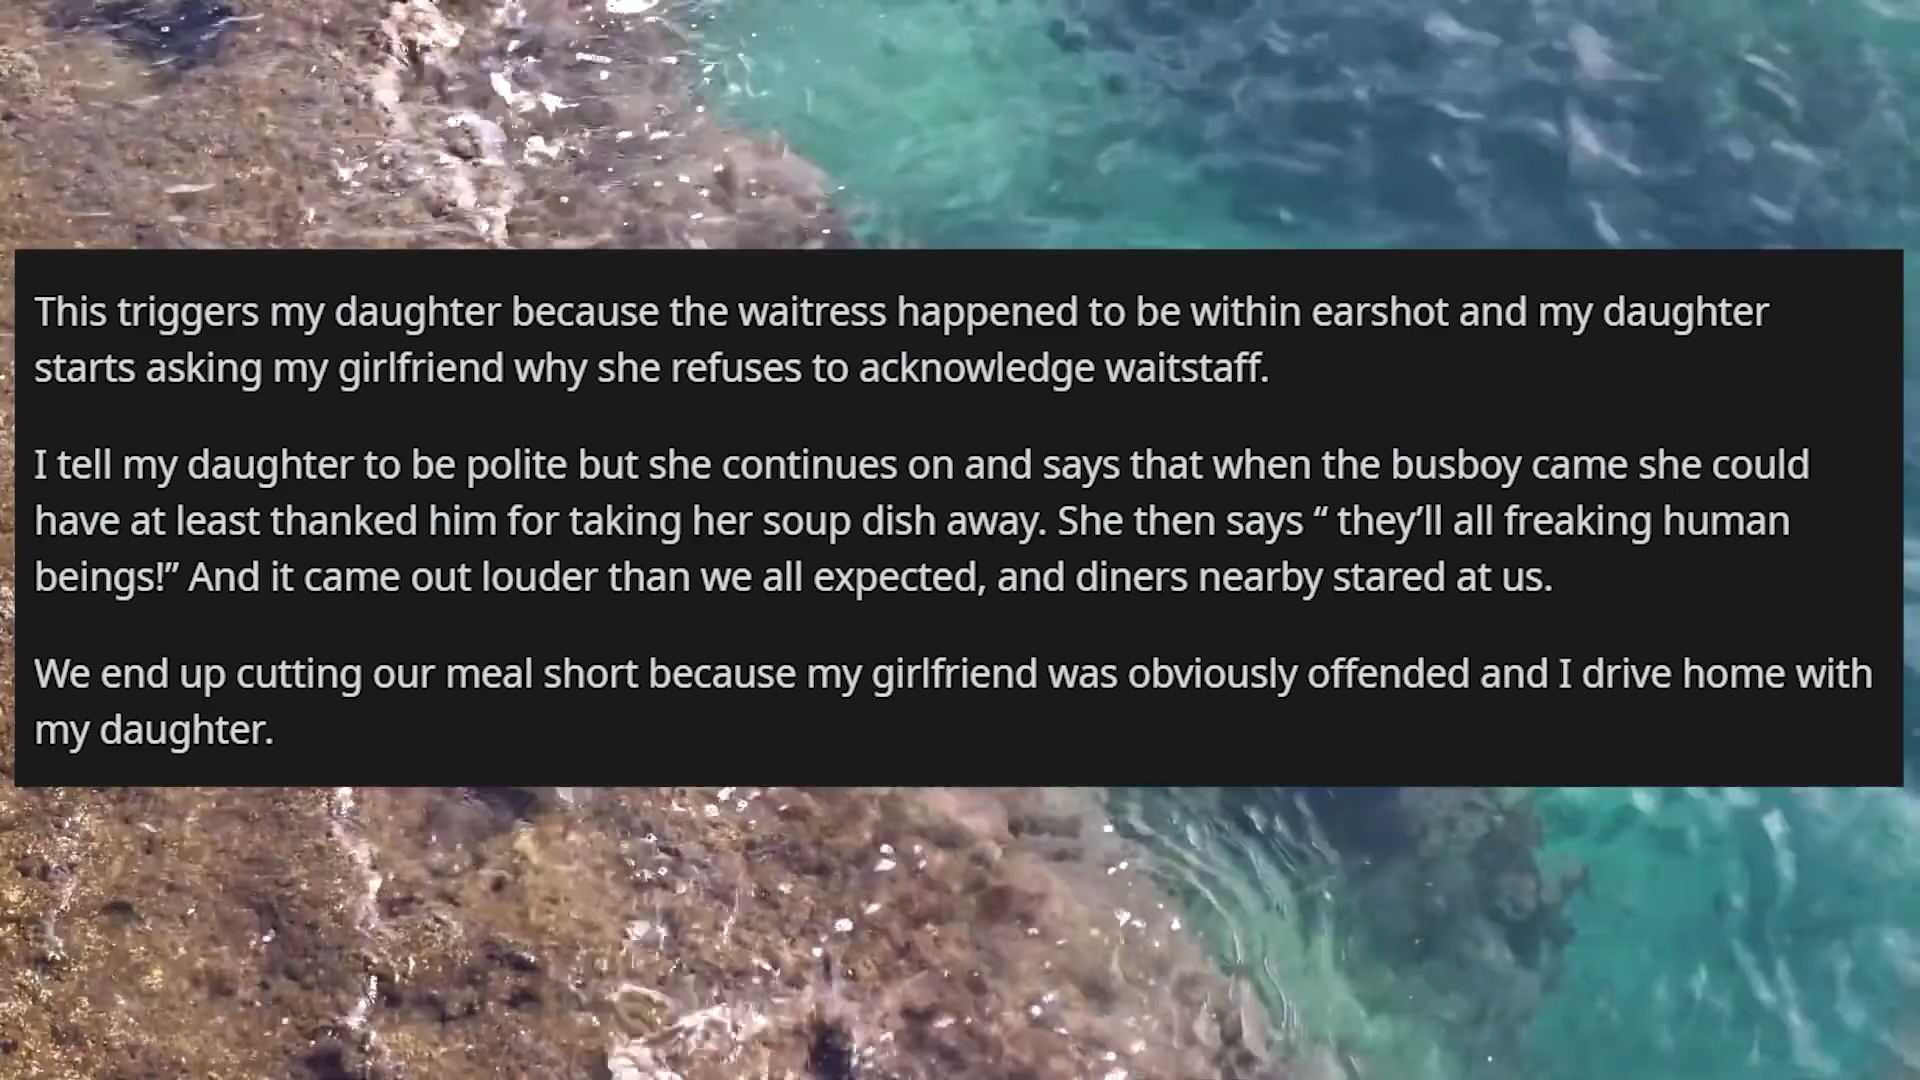 This triggers my daughter because the waitress happened to be within earshot and my daughter
starts asking my girlfriend why she refuses to acknowledge waitstaff.
I tell my daughter to be polite but she continues on and says that when the busboy came she could
have at least thanked him for taking her soup dish away. She then says “ they’ll all freaking human
beings!” And it came out louder than we all expected, and diners nearby stared at us.
We end up cutting our meal short because my girlfriend was obviously offended and I drive home with
my daughter.